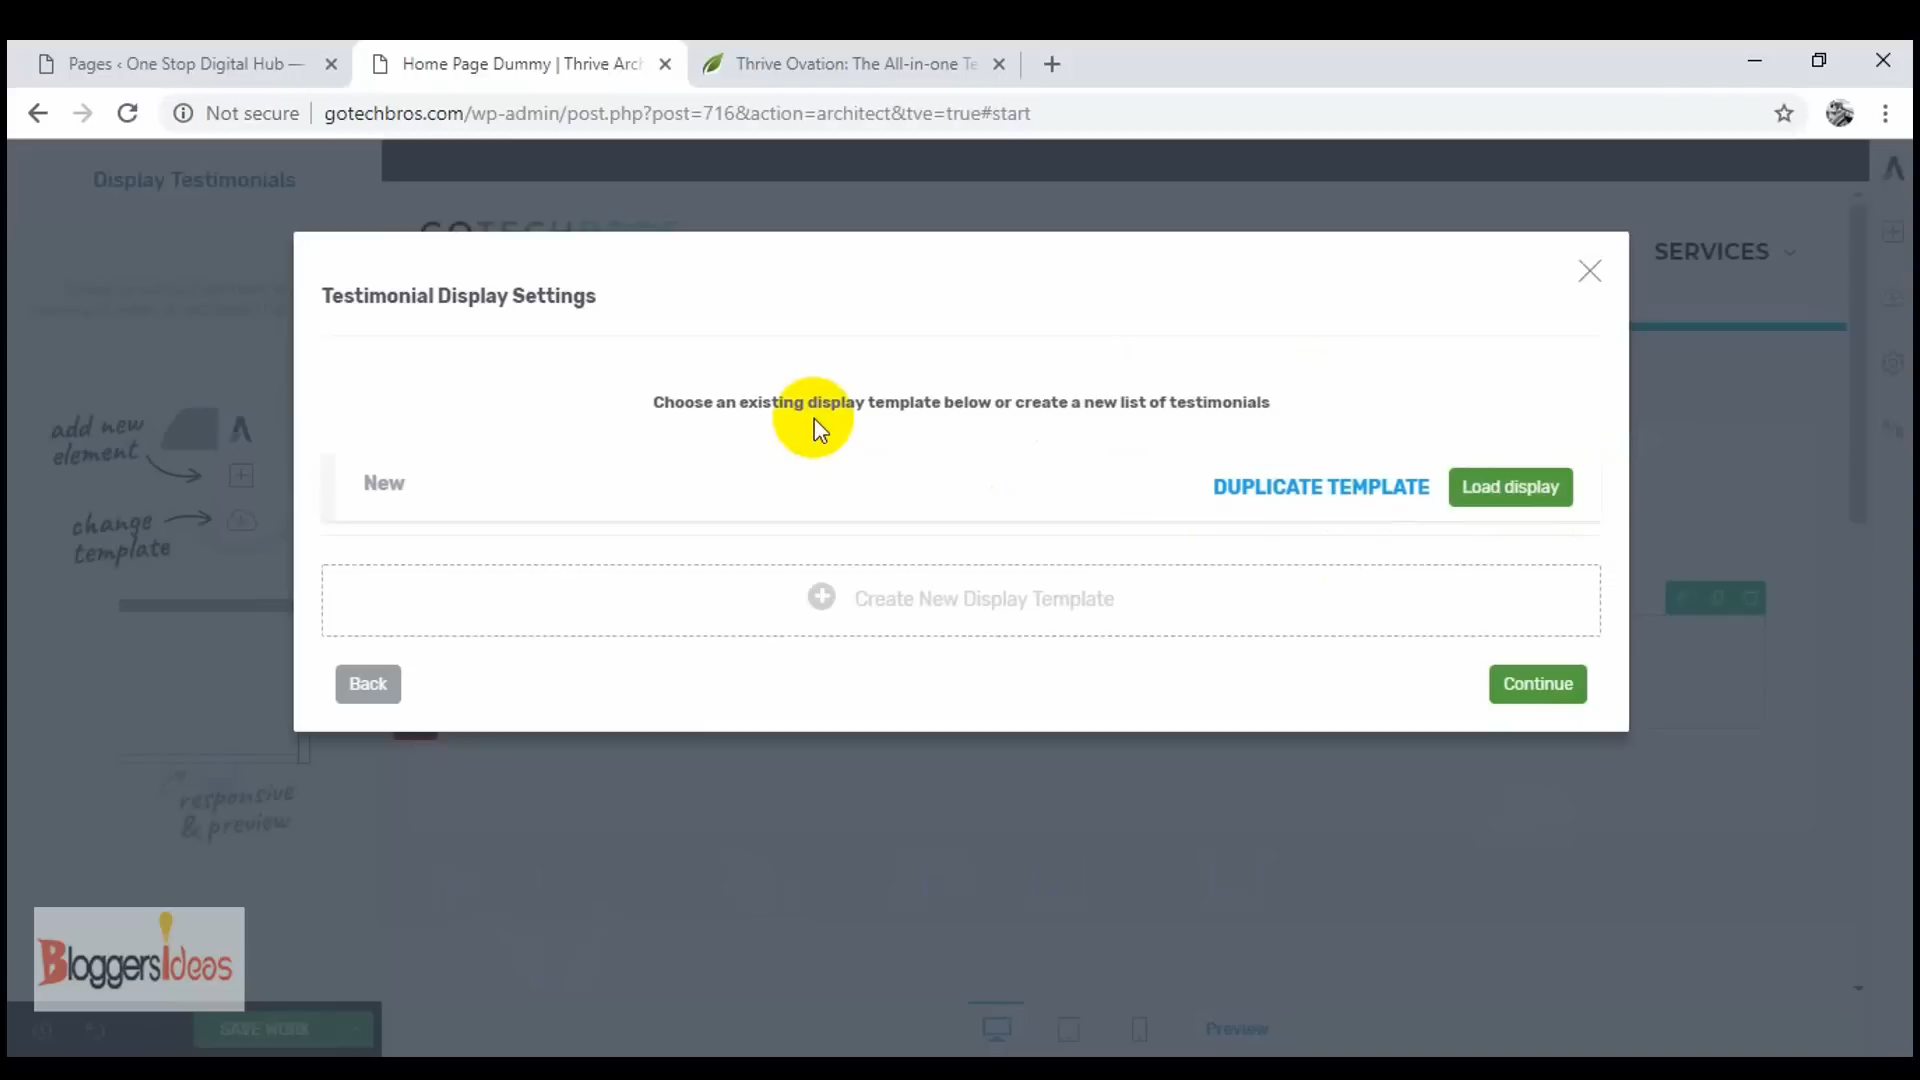 Pages ‹ One Stop Digital Hub —
Home Page Dummy | Thrive Arc
Thrive Ovation: The All-in-one Te
Not secure
gotechbros.com/wp-admin/post.php?post=716&action=architect&tve=true#start
Display Testimonials
SERVICES
Testimonial Display Settings
Choose an existing display template below or create a new list of testimonials
add new
element
New
DUPLICATE TEMPLATE
Load display
change
template
Create New Display Template
Back
Continue
responsive
& preview
BloggersIdeas
SAVE WORK
Preview